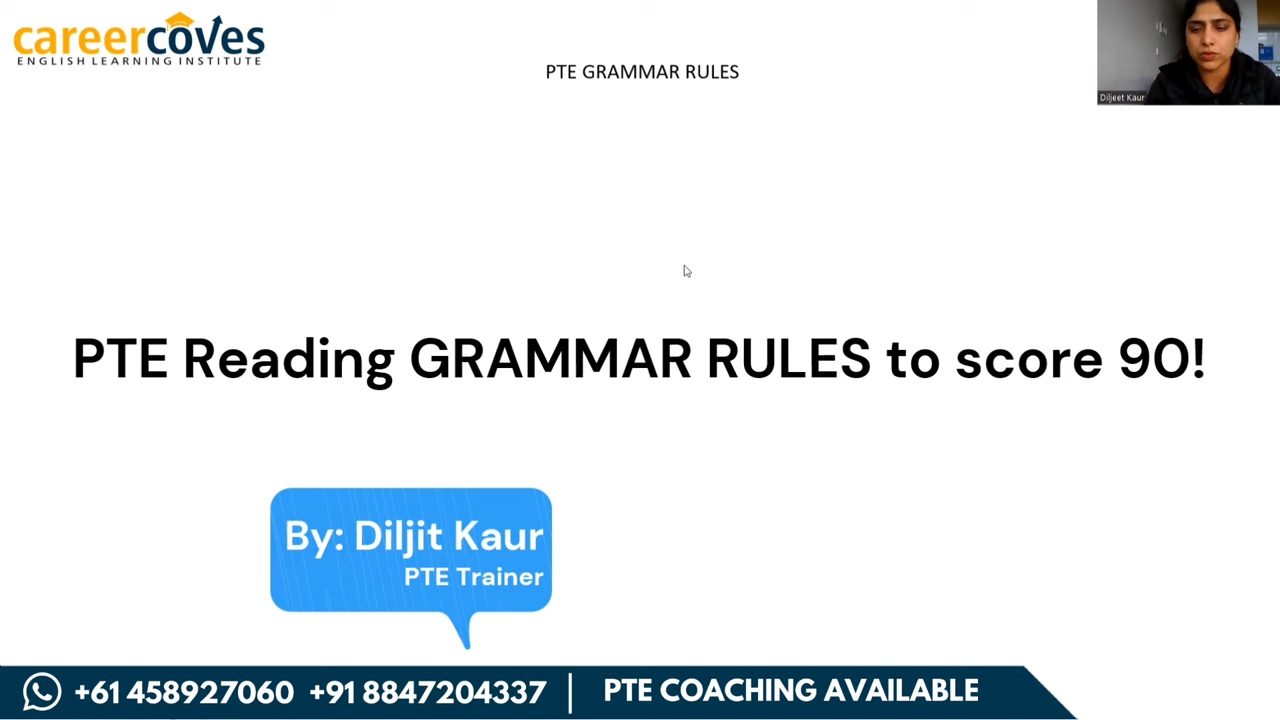 careercoves
ENGLISH LEARNING INSTITUTE
PTE GRAMMAR RULES
Diljeet Kaur
PTE Reading GRAMMAR RULES to score 90!
By: Diljit Kaur
PTE Trainer
+61 458927060 +91 8847204337 | PTE COACHING AVAILABLE